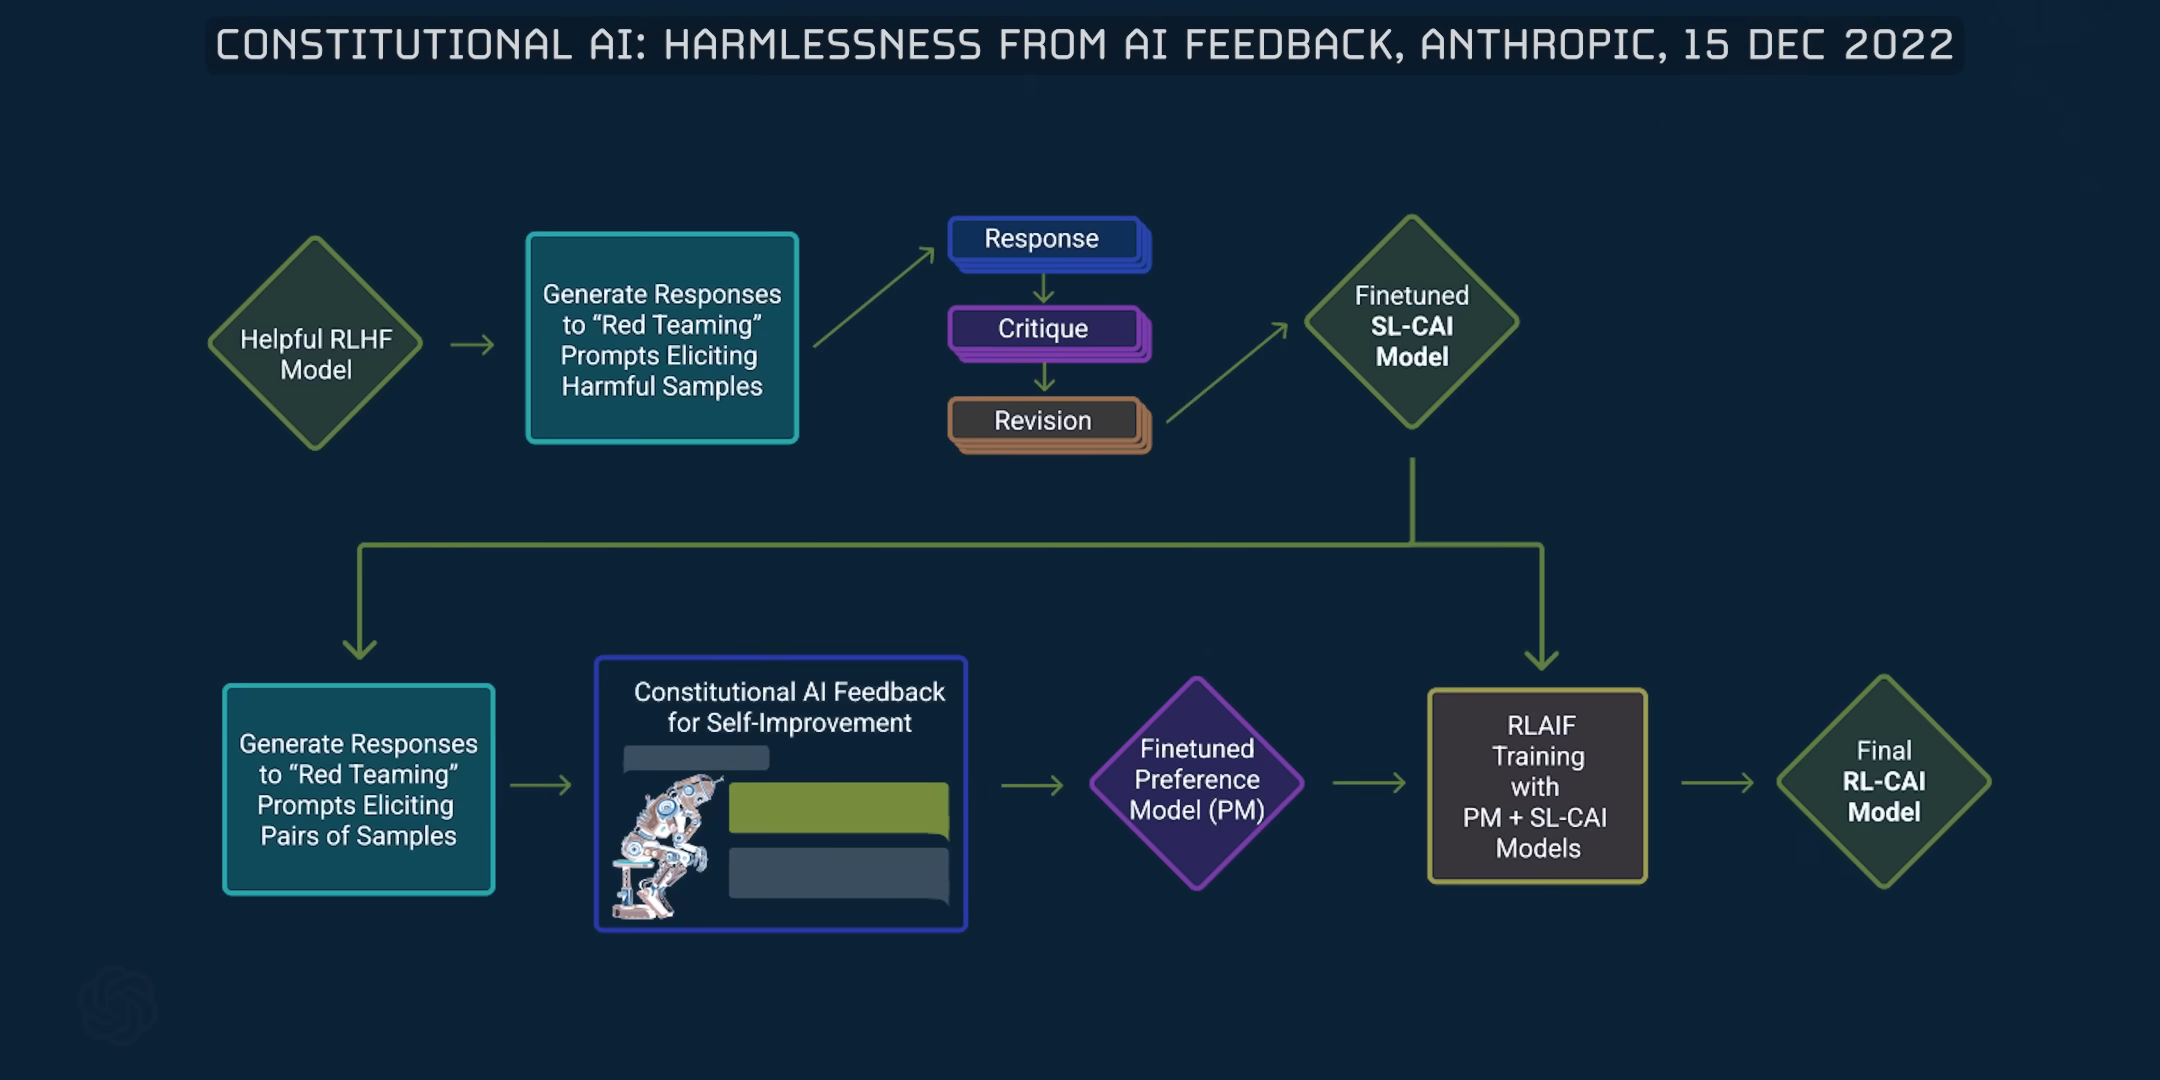 CONSTITUTIONAL AI: HARMLESSNESS FROM AI FEEDBACK, ANTHROPIC, 15 DEC 2022
Helpful RLHF
Model
Generate Responses
to “Red Teaming”
Prompts Eliciting
Harmful Samples
Response
Critique
Revision
Finetuned
SL-CAI
Model
Generate Responses
to “Red Teaming”
Prompts Eliciting
Pairs of Samples
Constitutional AI Feedback
for Self-Improvement
Finetuned
Preference
Model (PM)
RLAIF
Training
with
PM + SL-CAI
Models
Final
RL-CAI
Model